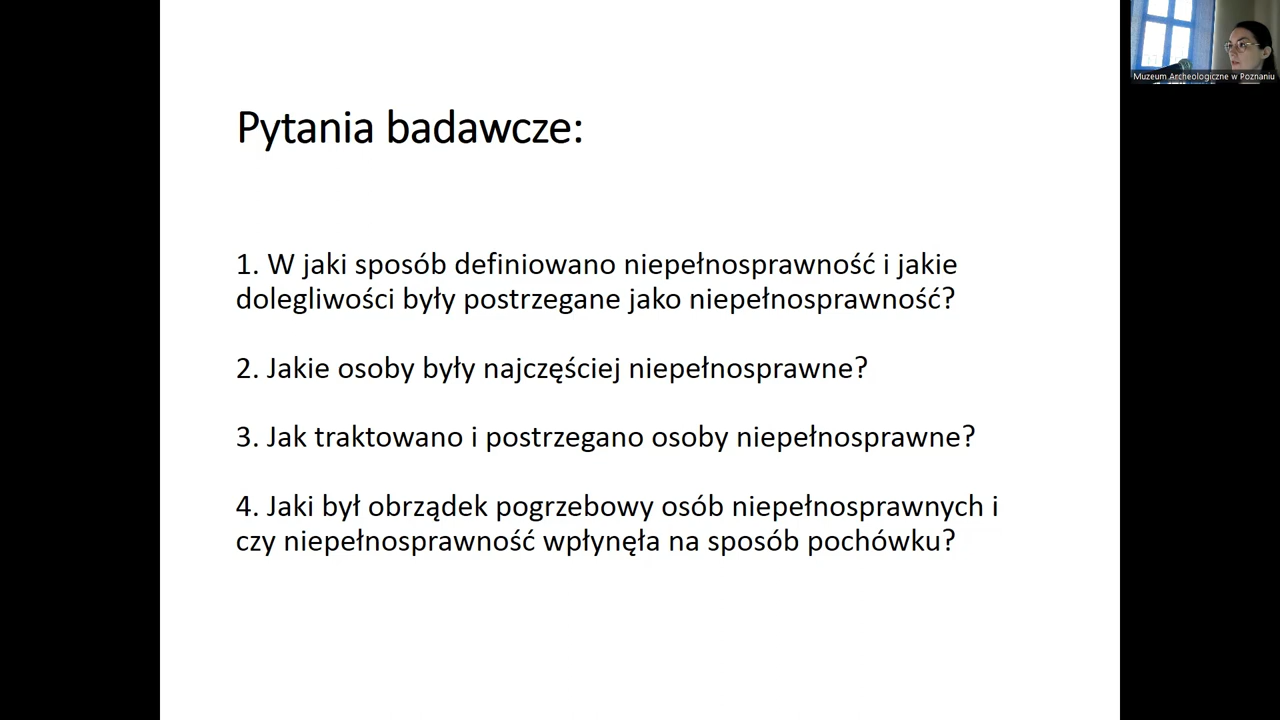 Muzeum Archeologiczne w Poznaniu
Pytania badawcze:
1. W jaki sposób definiowano niepełnosprawność i jakie
dolegliwości były postrzegane jako niepełnosprawność?
2. Jakie osoby były najczęściej niepełnosprawne?
3. Jak traktowano i postrzegano osoby niepełnosprawne?
4. Jaki był obrządek pogrzebowy osób niepełnosprawnych i
czy niepełnosprawność wpłynęła na sposób pochówku?